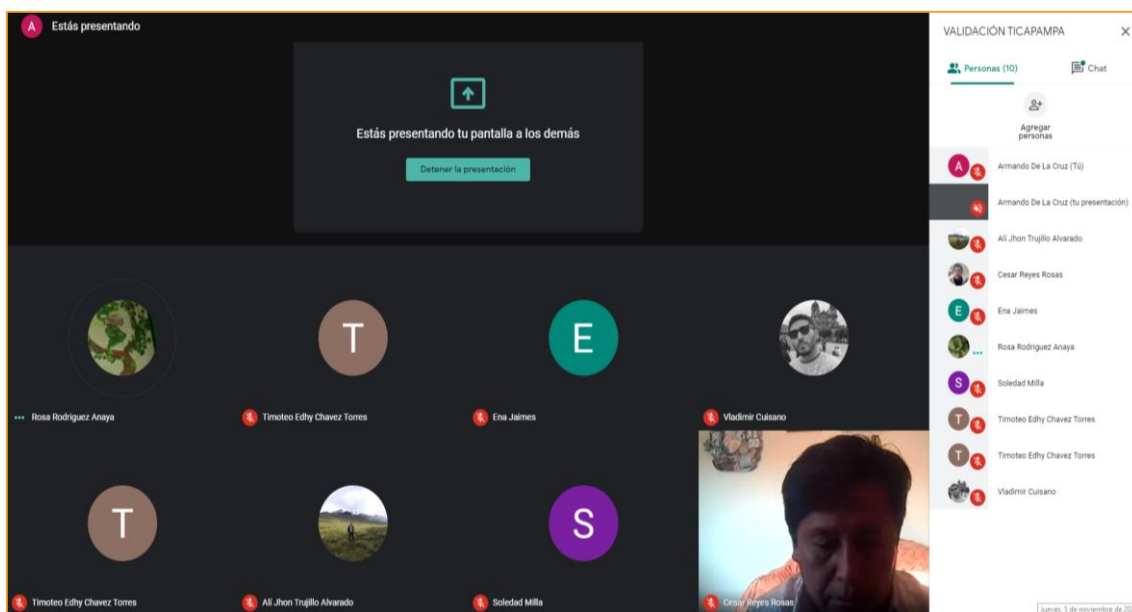 A Estás presentando
Estás presentando tu pantalla a los demás
Detener la presentación
Rosa Rodriguez Anaya
T
Timoteo Edhy Chavez Torres
E
Ena Jaimes
Vladimir Cuisano
T
Timoteo Edhy Chavez Torres
Alí Jhon Trujillo Alvarado
S
Soledad Milla
Cesar Reyes Rosas
VALIDACIÓN TICAPAMPA
Personas (10)
Chat
Agregar
personas
A Armando De La Cruz (Tú)
Armando De La Cruz (tu presentación)
Alí Jhon Trujillo Alvarado
Cesar Reyes Rosas
E Ena Jaimes
Rosa Rodriguez Anaya
S Soledad Milla
T Timoteo Edhy Chavez Torres
T Timoteo Edhy Chavez Torres
Vladimir Cuisano
jueves, 5 de noviembre de